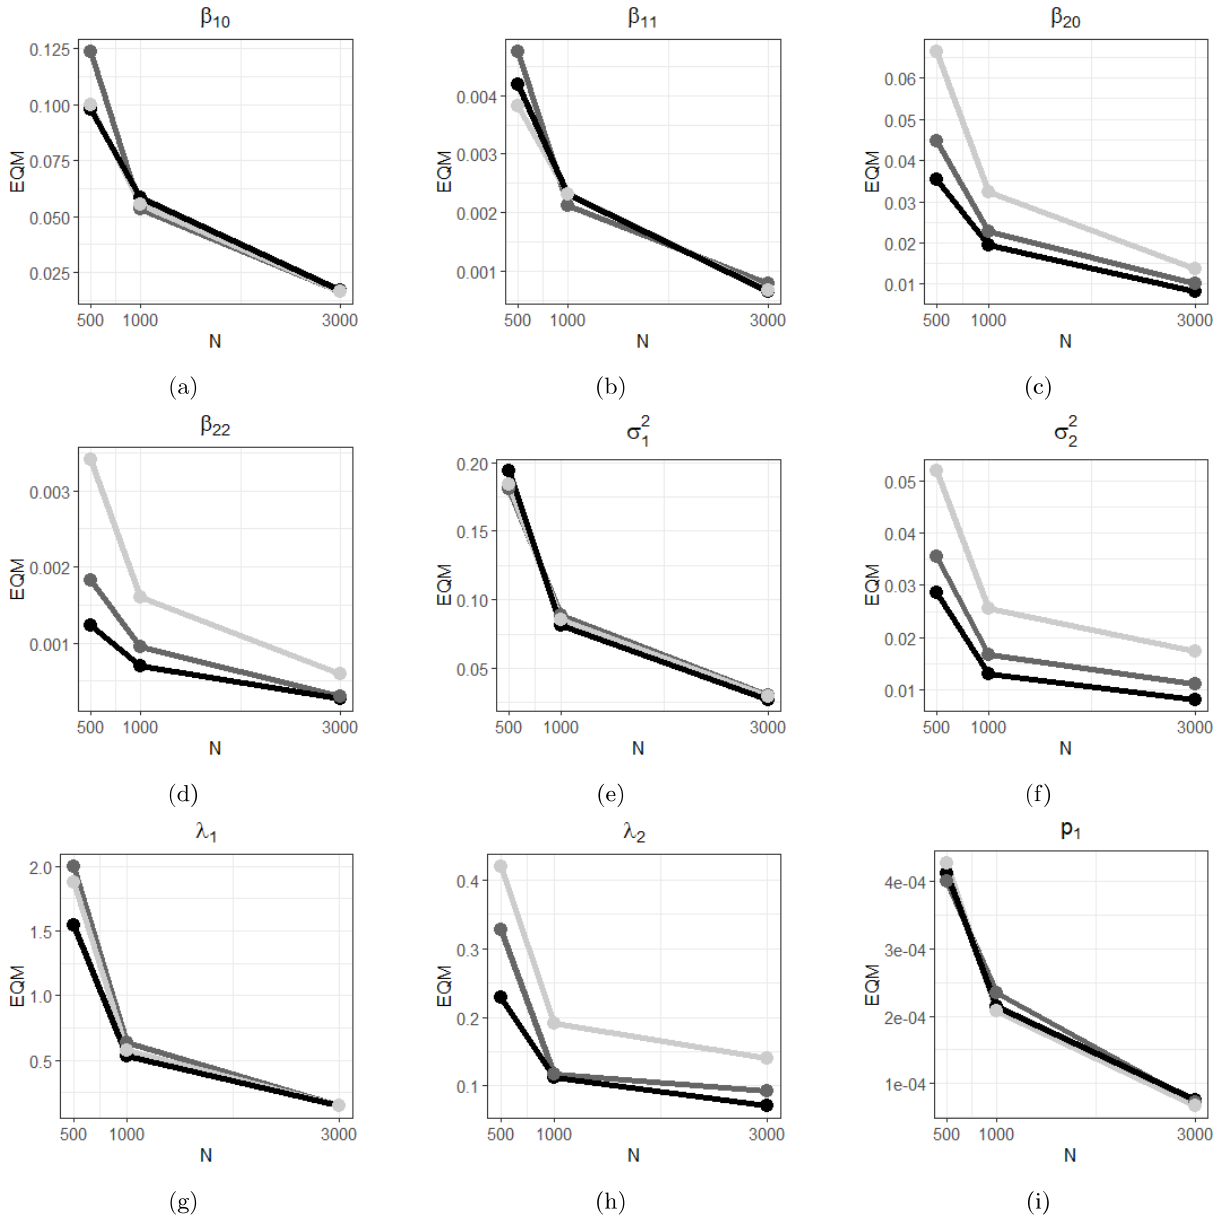 β10
0.125
0.100
0.075
0.050
0.025
EQM
500 1000 3000
N
(a)
β11
0.004
0.003
0.002
0.001
EQM
500 1000 3000
N
(b)
β20
0.06
0.05
0.04
0.03
0.02
0.01
EQM
500 1000 3000
N
(c)
β22
0.003
0.002
0.001
EQM
500 1000 3000
N
(d)
σ₁²
0.20
0.15
0.10
0.05
EQM
500 1000 3000
N
(e)
σ₂²
0.05
0.04
0.03
0.02
0.01
EQM
500 1000 3000
N
(f)
λ1
2.0
1.5
1.0
0.5
EQM
500 1000 3000
N
(g)
λ2
0.4
0.3
0.2
0.1
EQM
500 1000 3000
N
(h)
p1
4e-04
3e-04
2e-04
1e-04
EQM
500 1000 3000
N
(i)